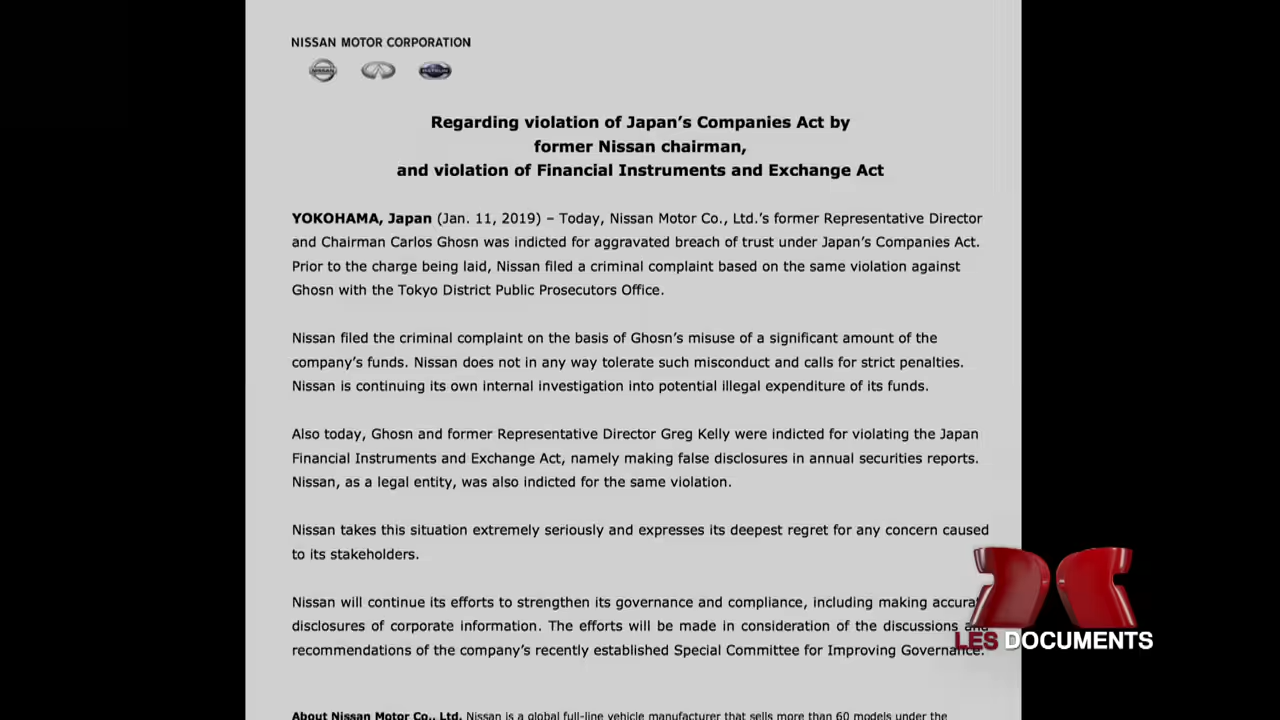 NISSAN MOTOR CORPORATION
NISSAN
Regarding violation of Japan’s Companies Act by
former Nissan chairman,
and violation of Financial Instruments and Exchange Act
YOKOHAMA, Japan (Jan. 11, 2019) – Today, Nissan Motor Co., Ltd.’s former Representative Director
and Chairman Carlos Ghosn was indicted for aggravated breach of trust under Japan’s Companies Act.
Prior to the charge being laid, Nissan filed a criminal complaint based on the same violation against
Ghosn with the Tokyo District Public Prosecutors Office.
Nissan filed the criminal complaint on the basis of Ghosn’s misuse of a significant amount of the
company’s funds. Nissan does not in any way tolerate such misconduct and calls for strict penalties.
Nissan is continuing its own internal investigation into potential illegal expenditure of its funds.
Also today, Ghosn and former Representative Director Greg Kelly were indicted for violating the Japan
Financial Instruments and Exchange Act, namely making false disclosures in annual securities reports.
Nissan, as a legal entity, was also indicted for the same violation.
Nissan takes this situation extremely seriously and expresses its deepest regret for any concern caused
to its stakeholders.
Nissan will continue its efforts to strengthen its governance and compliance, including making accurat
disclosures of corporate information. The efforts will be made in consideration of the discussions and
recommendations of the company’s recently established Special Committee for Improving Governance.
LES DOCUMENTS
About Nissan Motor Co., Ltd. Nissan is a global full-line vehicle manufacturer that sells more than 60 models under the